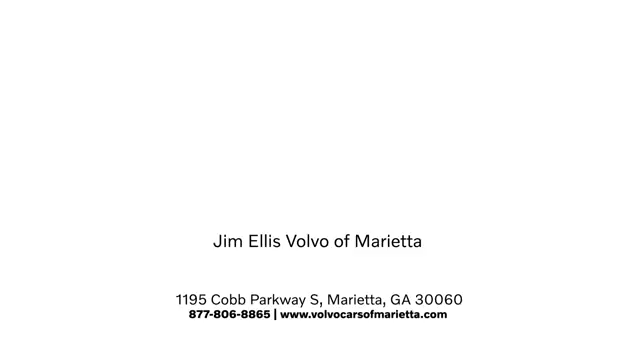 Jim Ellis Volvo of Marietta
1195 Cobb Parkway S, Marietta, GA 30060
877-806-8865 | www.volvocarsofmarietta.com